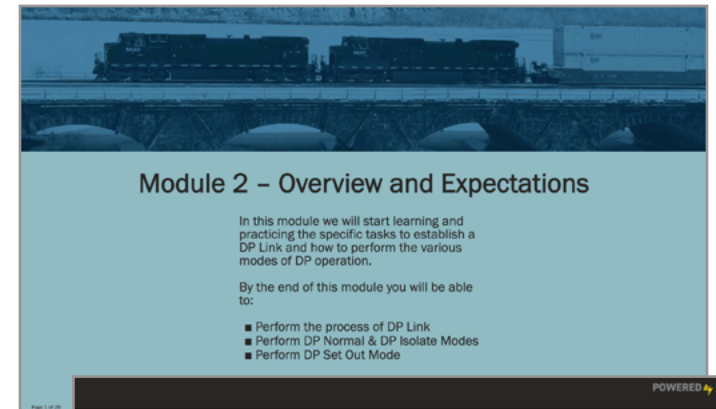 Module 2 – Overview and Expectations
In this module we will start learning and
practicing the specific tasks to establish a
DP Link and how to perform the various
modes of DP operation.
By the end of this module you will be able
to:
■ Perform the process of DP Link
■ Perform DP Normal & DP Isolate Modes
■ Perform DP Set Out Mode
POWERED